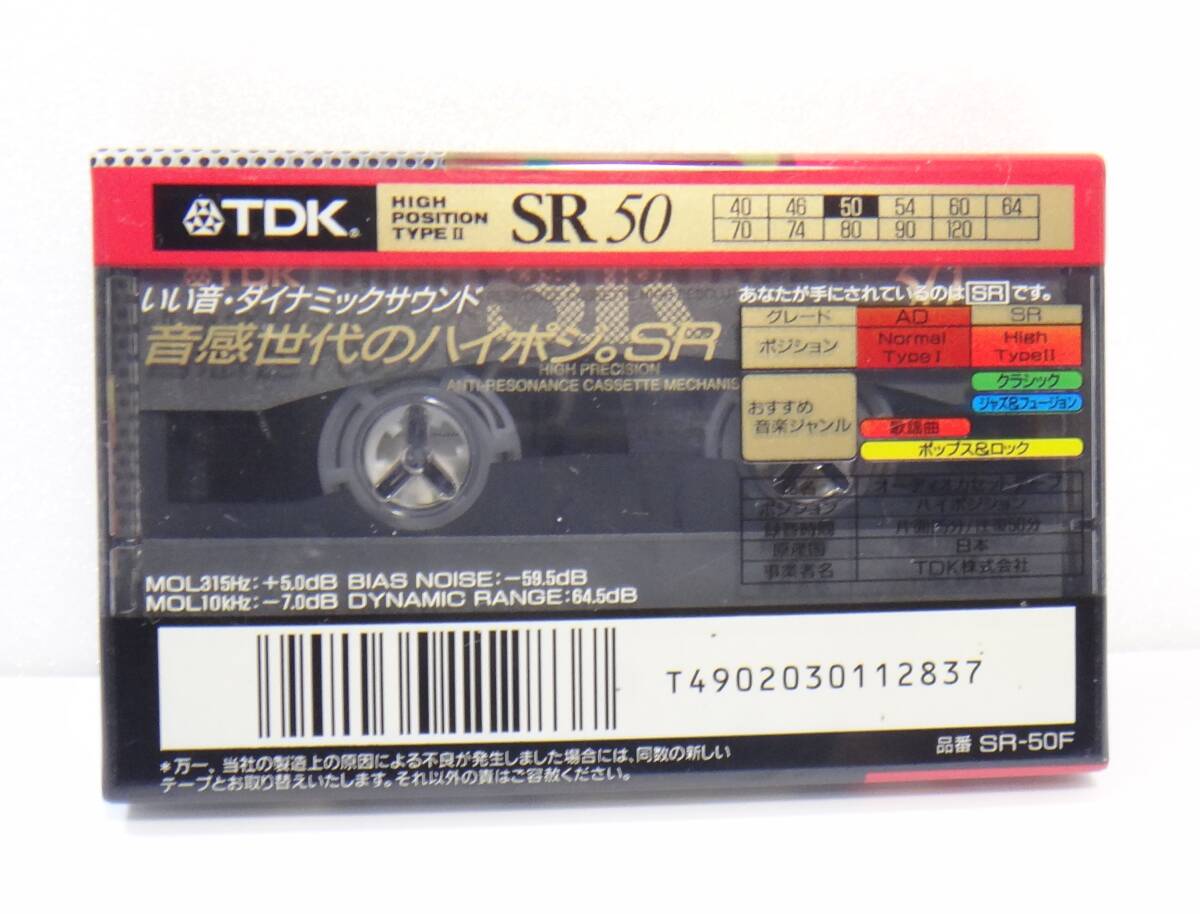 TDK
HIGH
POSITION
TYPE II
SR 50
40 46 50 54 60 64
70 74 80 90 120
TDK
いい音・ダイナミックサウンド
音感世代のハイポジ。SR
HIGH PRECISION
ANTI-RESONANCE CASSETTE MECHANIS
あなたが手にされているのはSRです。
グレード AD SR
ポジション Normal TypeI High TypeII
おすすめ
音楽ジャンル
クラシック
ジャズ&フュージョン
歌謡曲
ポップス&ロック
オーディオカセットテープ
ポジション ハイポジション
録音時間
原産国 日本
事業者名 TDK株式会社
MOL315Hz:+5.0dB BIAS NOISE:-59.5dB
MOL10kHz:-7.0dB DYNAMIC RANGE:64.5dB
T4902030112837
品番 SR-50F
*万一、当社の製造上の原因による不良が発生しました場合には、同数の新しい
テープとお取り替えいたします。それ以外の責はご容赦ください。